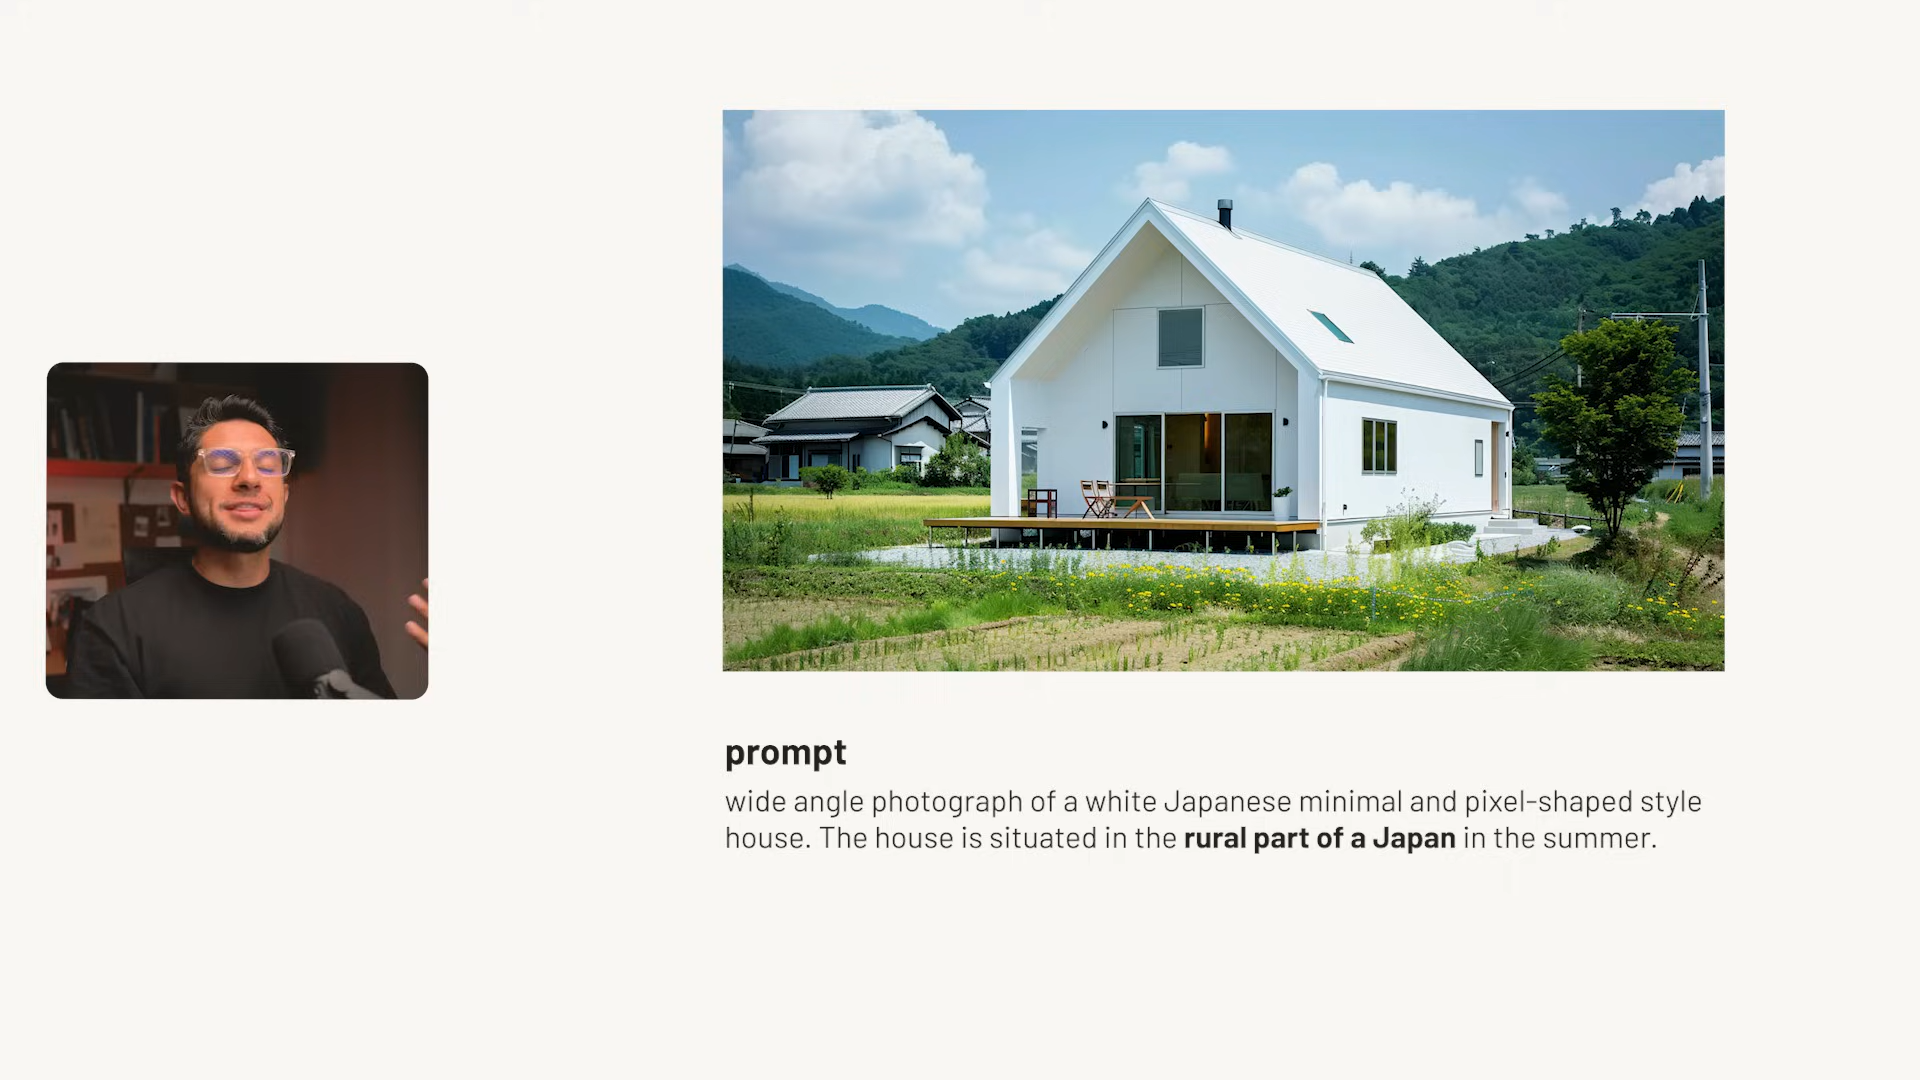 prompt
wide angle photograph of a white Japanese minimal and pixel-shaped style
house. The house is situated in the rural part of a Japan in the summer.